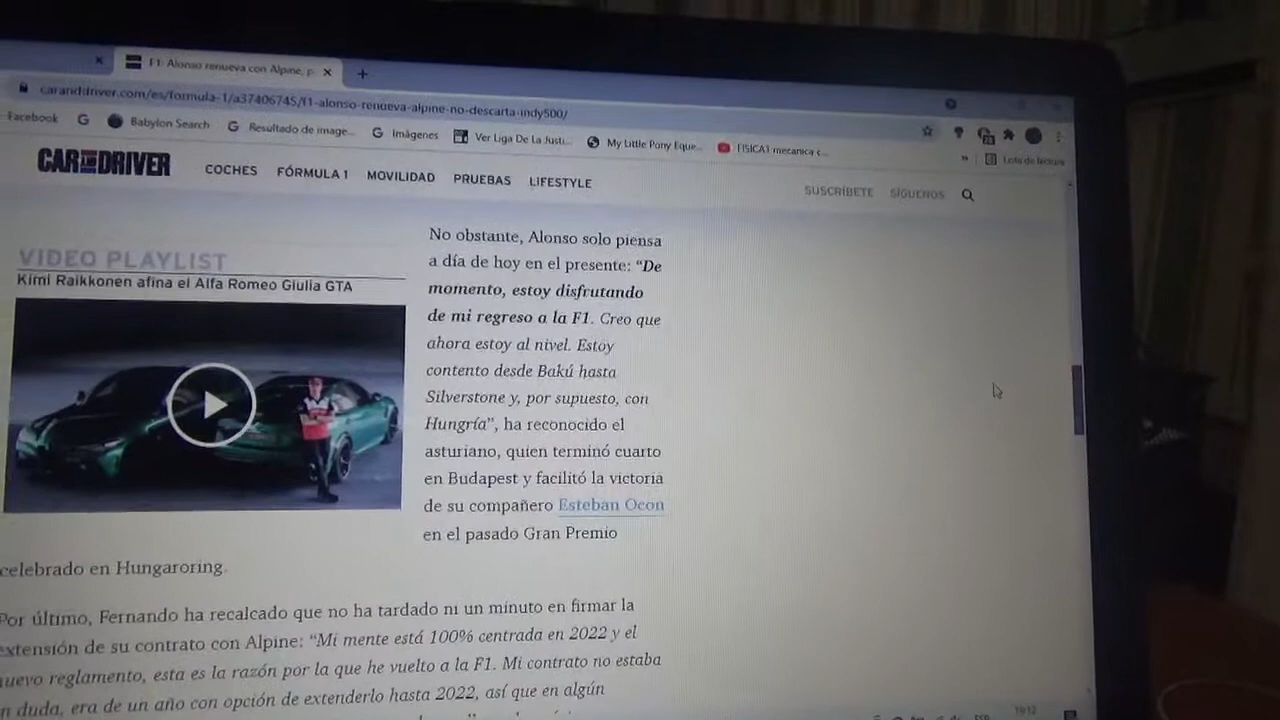 F1: Alonso renueva con Alpine, p
caranddriver.com/es/formula-1/a37406745/f1-alonso-renueva-alpine-no-descarta-indy500/
Facebook
Babylon Search
Resultado de image...
Imágenes
Ver Liga De La Justi...
My Little Pony Eque...
FISICA1 mecanica c...
Lista de lectura
CAR AND DRIVER
COCHES FÓRMULA 1 MOVILIDAD PRUEBAS LIFESTYLE
SUSCRÍBETE SÍGUENOS
VIDEO PLAYLIST
Kimi Raikkonen afina el Alfa Romeo Giulia GTA
No obstante, Alonso solo piensa
a día de hoy en el presente: “De
momento, estoy disfrutando
de mi regreso a la F1. Creo que
ahora estoy al nivel. Estoy
contento desde Bakú hasta
Silverstone y, por supuesto, con
Hungría”, ha reconocido el
asturiano, quien terminó cuarto
en Budapest y facilitó la victoria
de su compañero Esteban Ocon
en el pasado Gran Premio
celebrado en Hungaroring.
Por último, Fernando ha recalcado que no ha tardado ni un minuto en firmar la
extensión de su contrato con Alpine: “Mi mente está 100% centrada en 2022 y el
nuevo reglamento, esta es la razón por la que he vuelto a la F1. Mi contrato no estaba
n duda, era de un año con opción de extenderlo hasta 2022, así que en algún